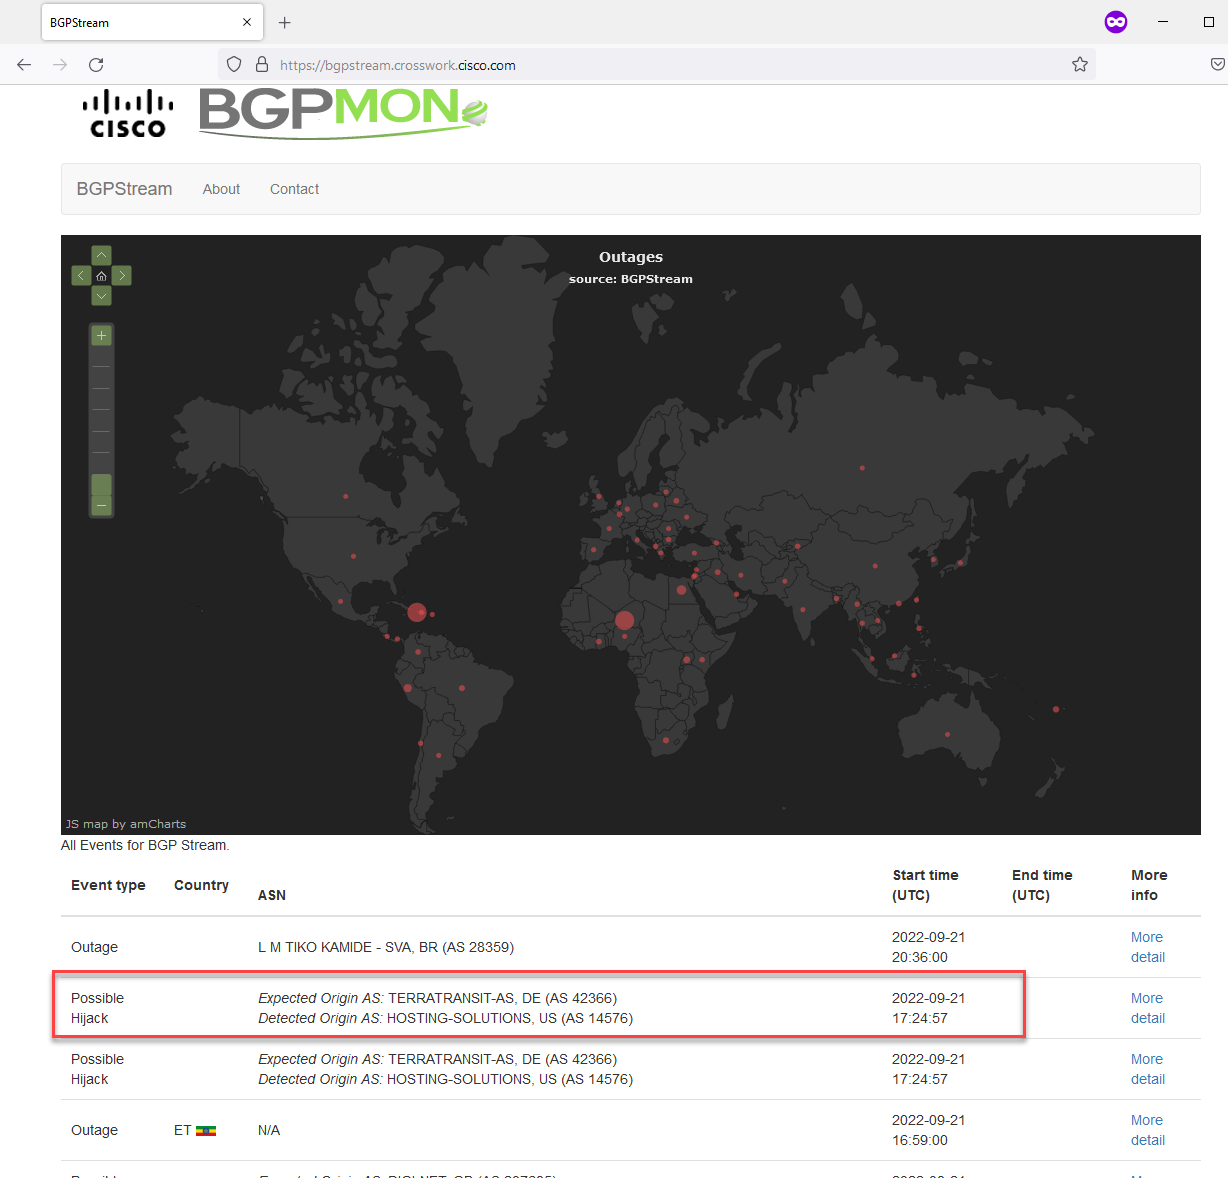 BGPStream
https://bgpstream.crosswork.cisco.com
CISCO
BGPMON
BGPStream About Contact
Outages
source: BGPStream
JS map by amCharts
All Events for BGP Stream.
Event type Country ASN Start time (UTC) End time (UTC) More info
Outage L M TIKO KAMIDE - SVA, BR (AS 28359) 2022-09-21 20:36:00 More detail
Possible Hijack Expected Origin AS: TERRATRANSIT-AS, DE (AS 42366) 2022-09-21 More
Detected Origin AS: HOSTING-SOLUTIONS, US (AS 14576) 17:24:57 detail
Possible Hijack Expected Origin AS: TERRATRANSIT-AS, DE (AS 42366) 2022-09-21 More
Detected Origin AS: HOSTING-SOLUTIONS, US (AS 14576) 17:24:57 detail
Outage ET N/A 2022-09-21 16:59:00 More detail